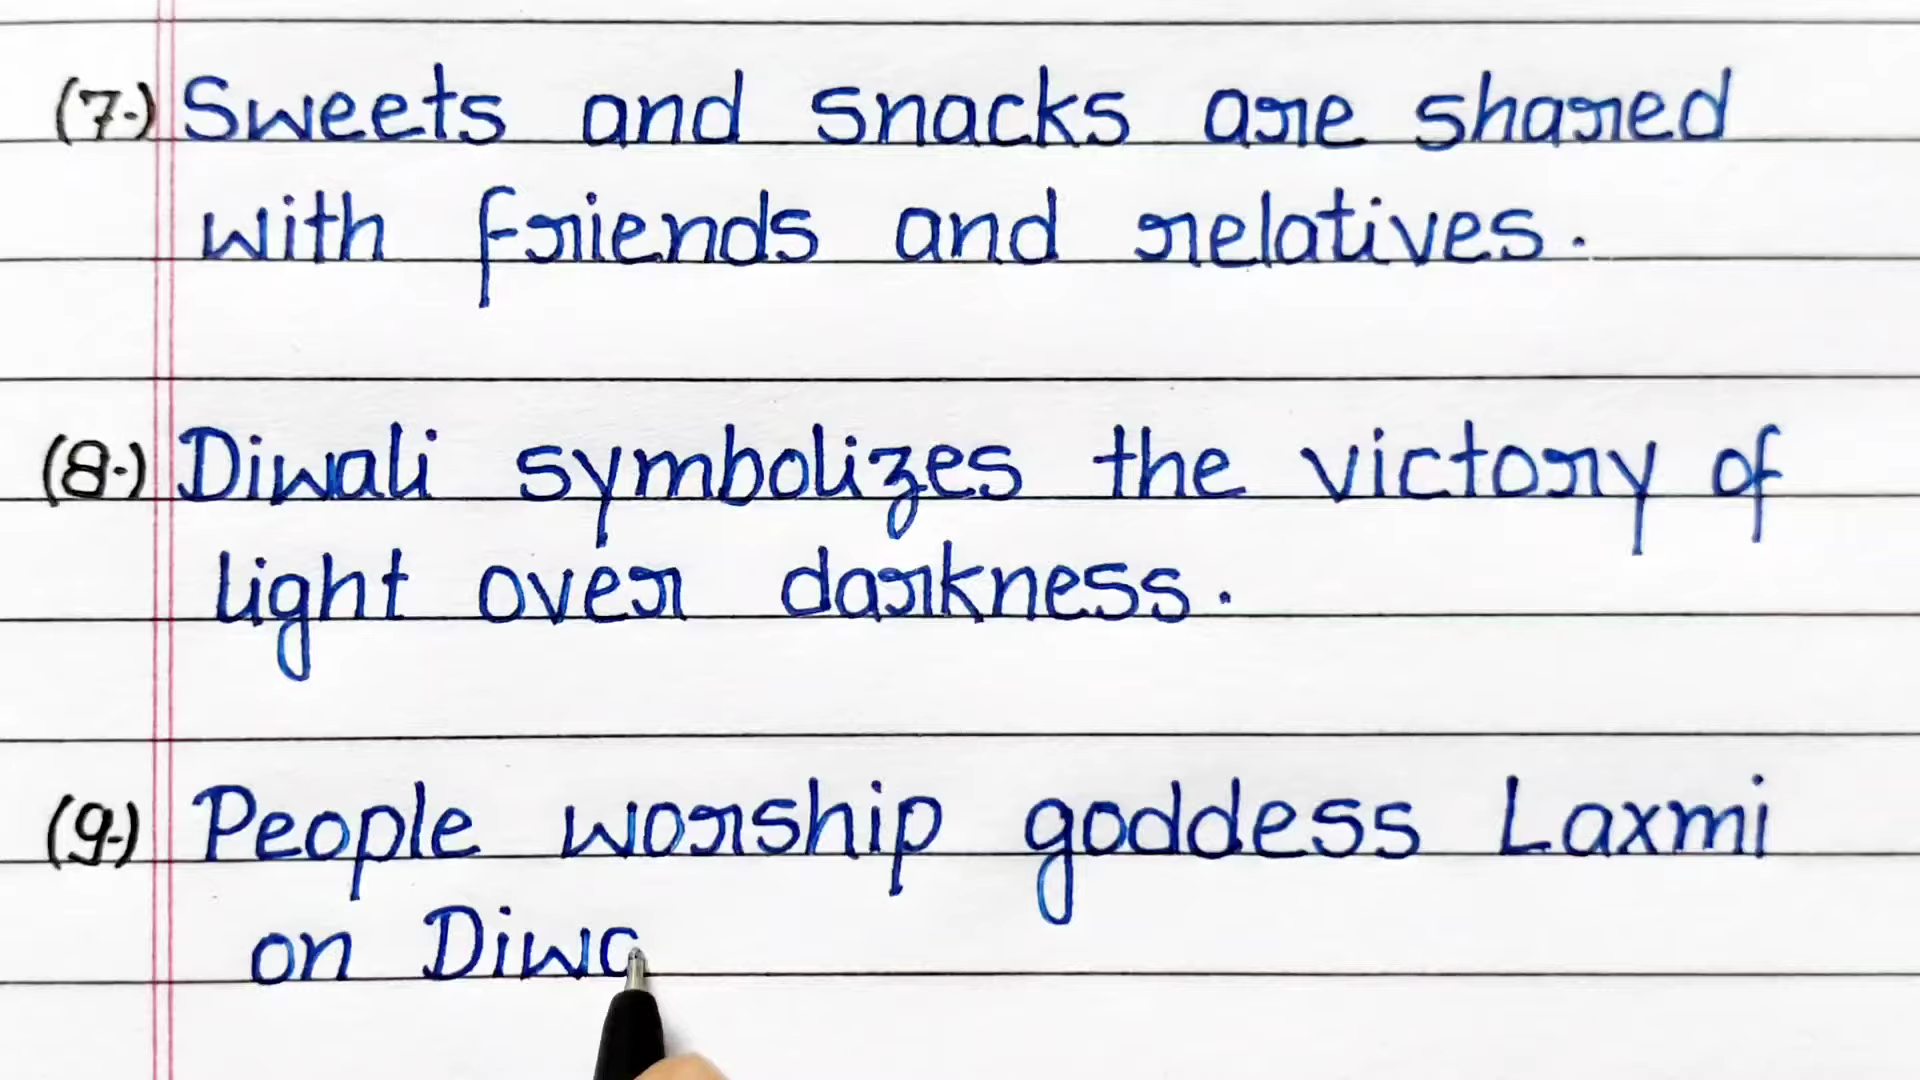 (7.) Sweets and snacks are shared
with friends and relatives.
(8.) Diwali symbolizes the victory of
light over darkness.
(9.) People worship goddess Laxmi
on Diwa